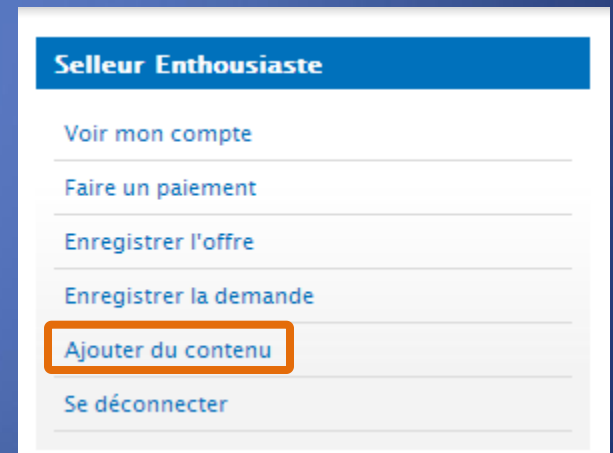 Selleur Enthousiaste
Voir mon compte
Faire un paiement
Enregistrer l'offre
Enregistrer la demande
Ajouter du contenu
Se déconnecter